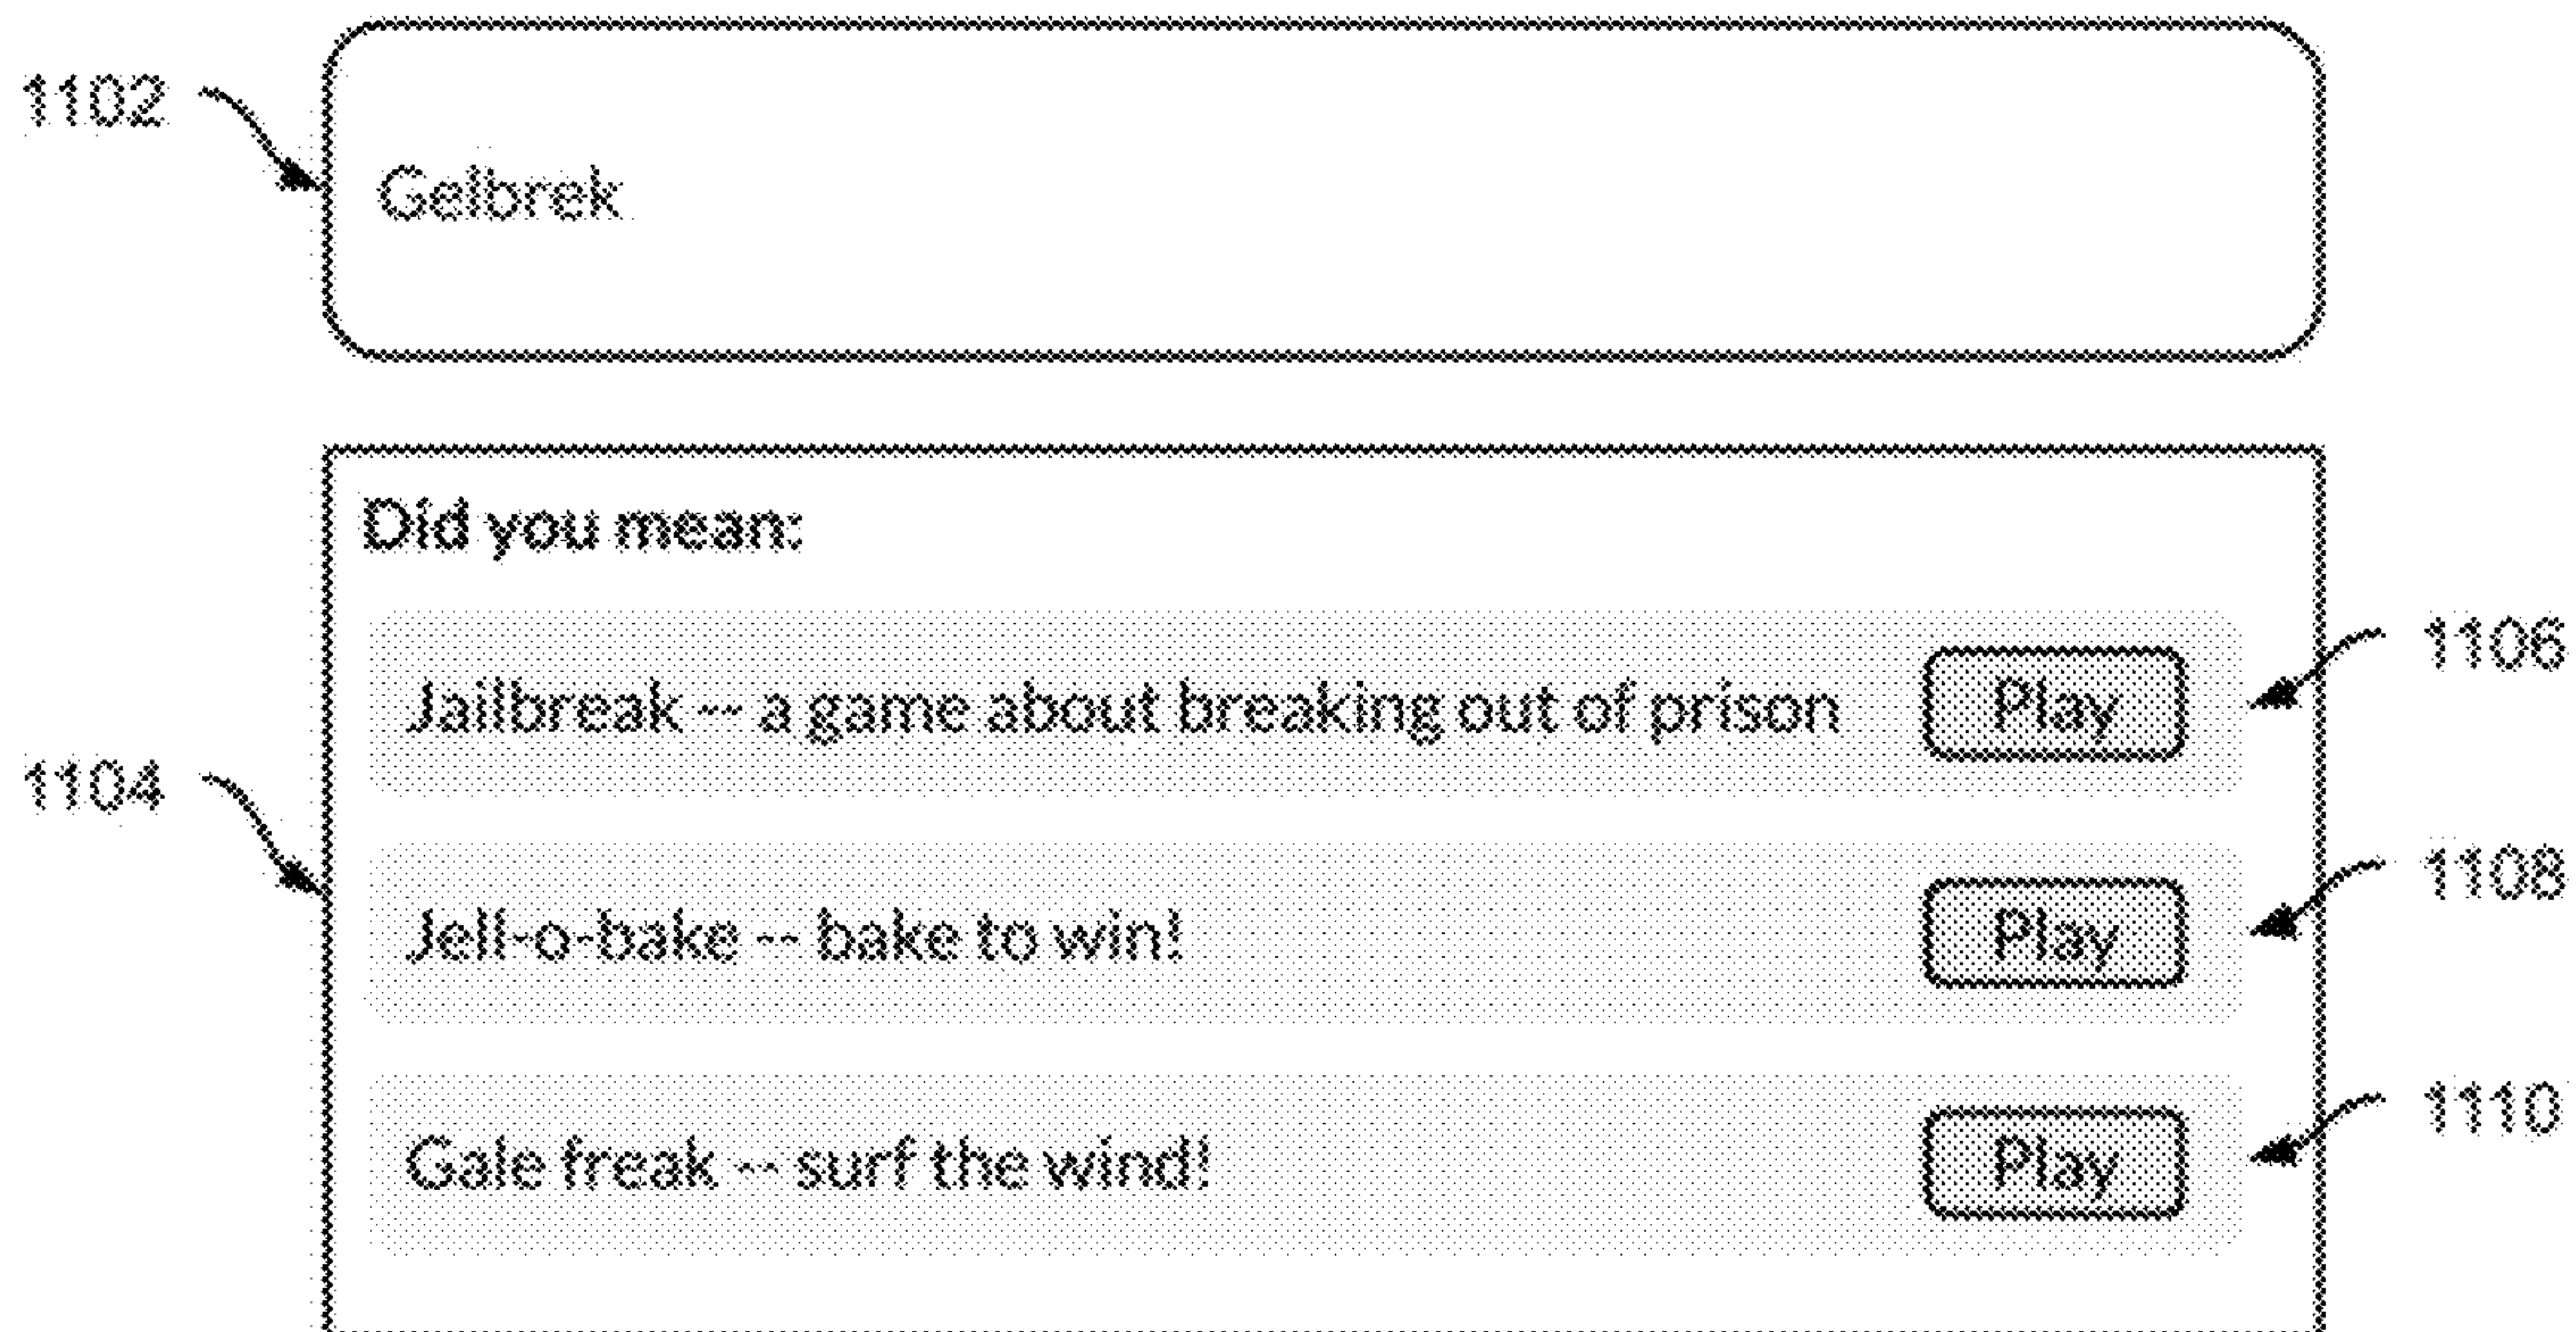 1102
Gelbrek
Did you mean:
Jailbreak -- a game about breaking out of prison Play
1106
1104
Jell-o-bake -- bake to win! Play
1108
Gale freak -- surf the wind! Play
1110